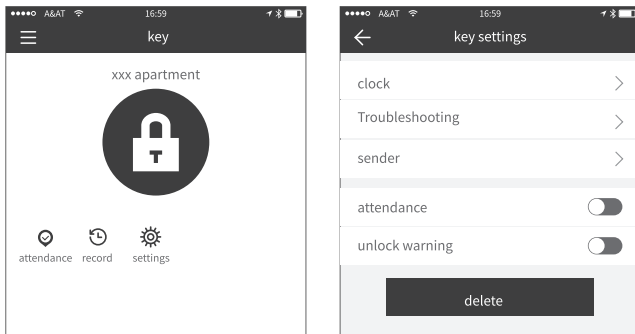 A&AT 16:59
key
xxx apartment
T
attendance record settings
A&AT 16:59
key settings
clock
Troubleshooting
sender
attendance
unlock warning
delete